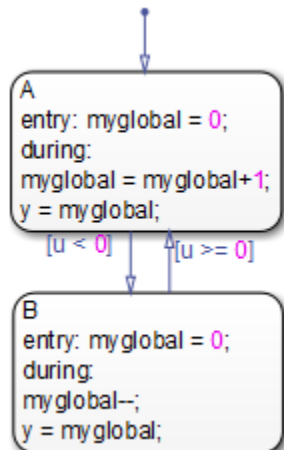 A
entry: myglobal = 0;
during:
myglobal = myglobal+1;
y = myglobal;
[u < 0]
[u >= 0]
B
entry: myglobal = 0;
during:
myglobal--;
y = myglobal;